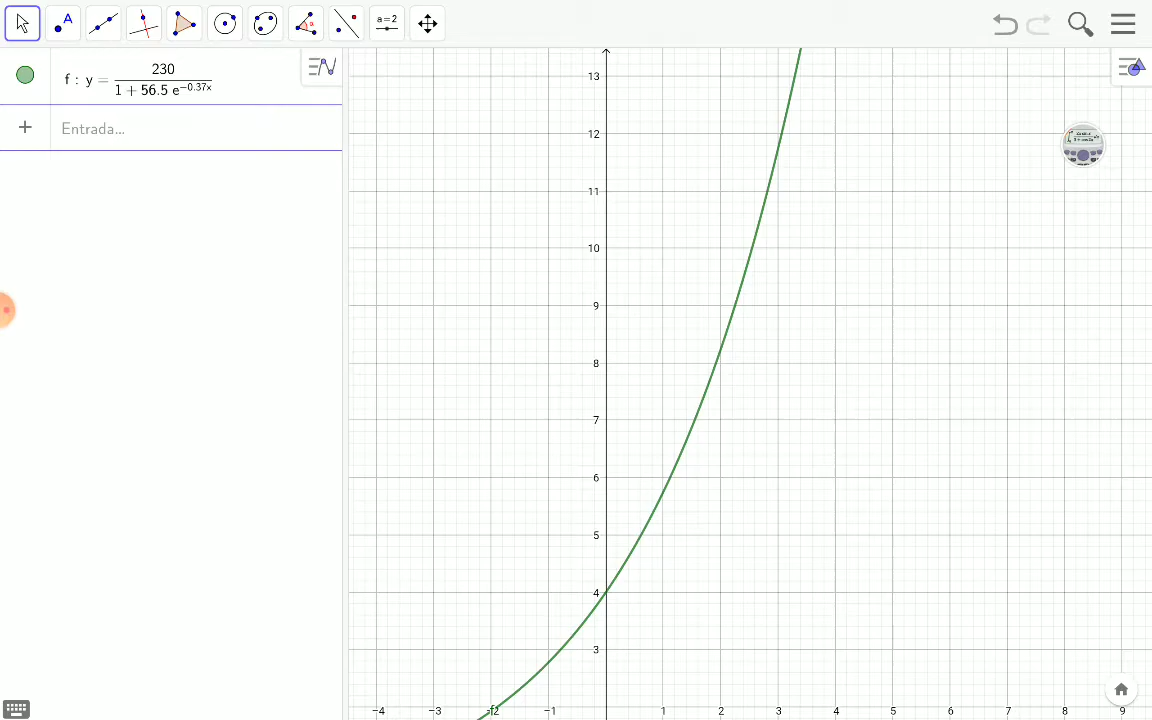 a=2
f : y = 230 / (1 + 56.5 e^−0.37x)
+ Entrada...
13
12
11
10
9
8
7
6
5
4
3
−4 −3 −2 −1 1 2 3 4 5 6 7 8 9